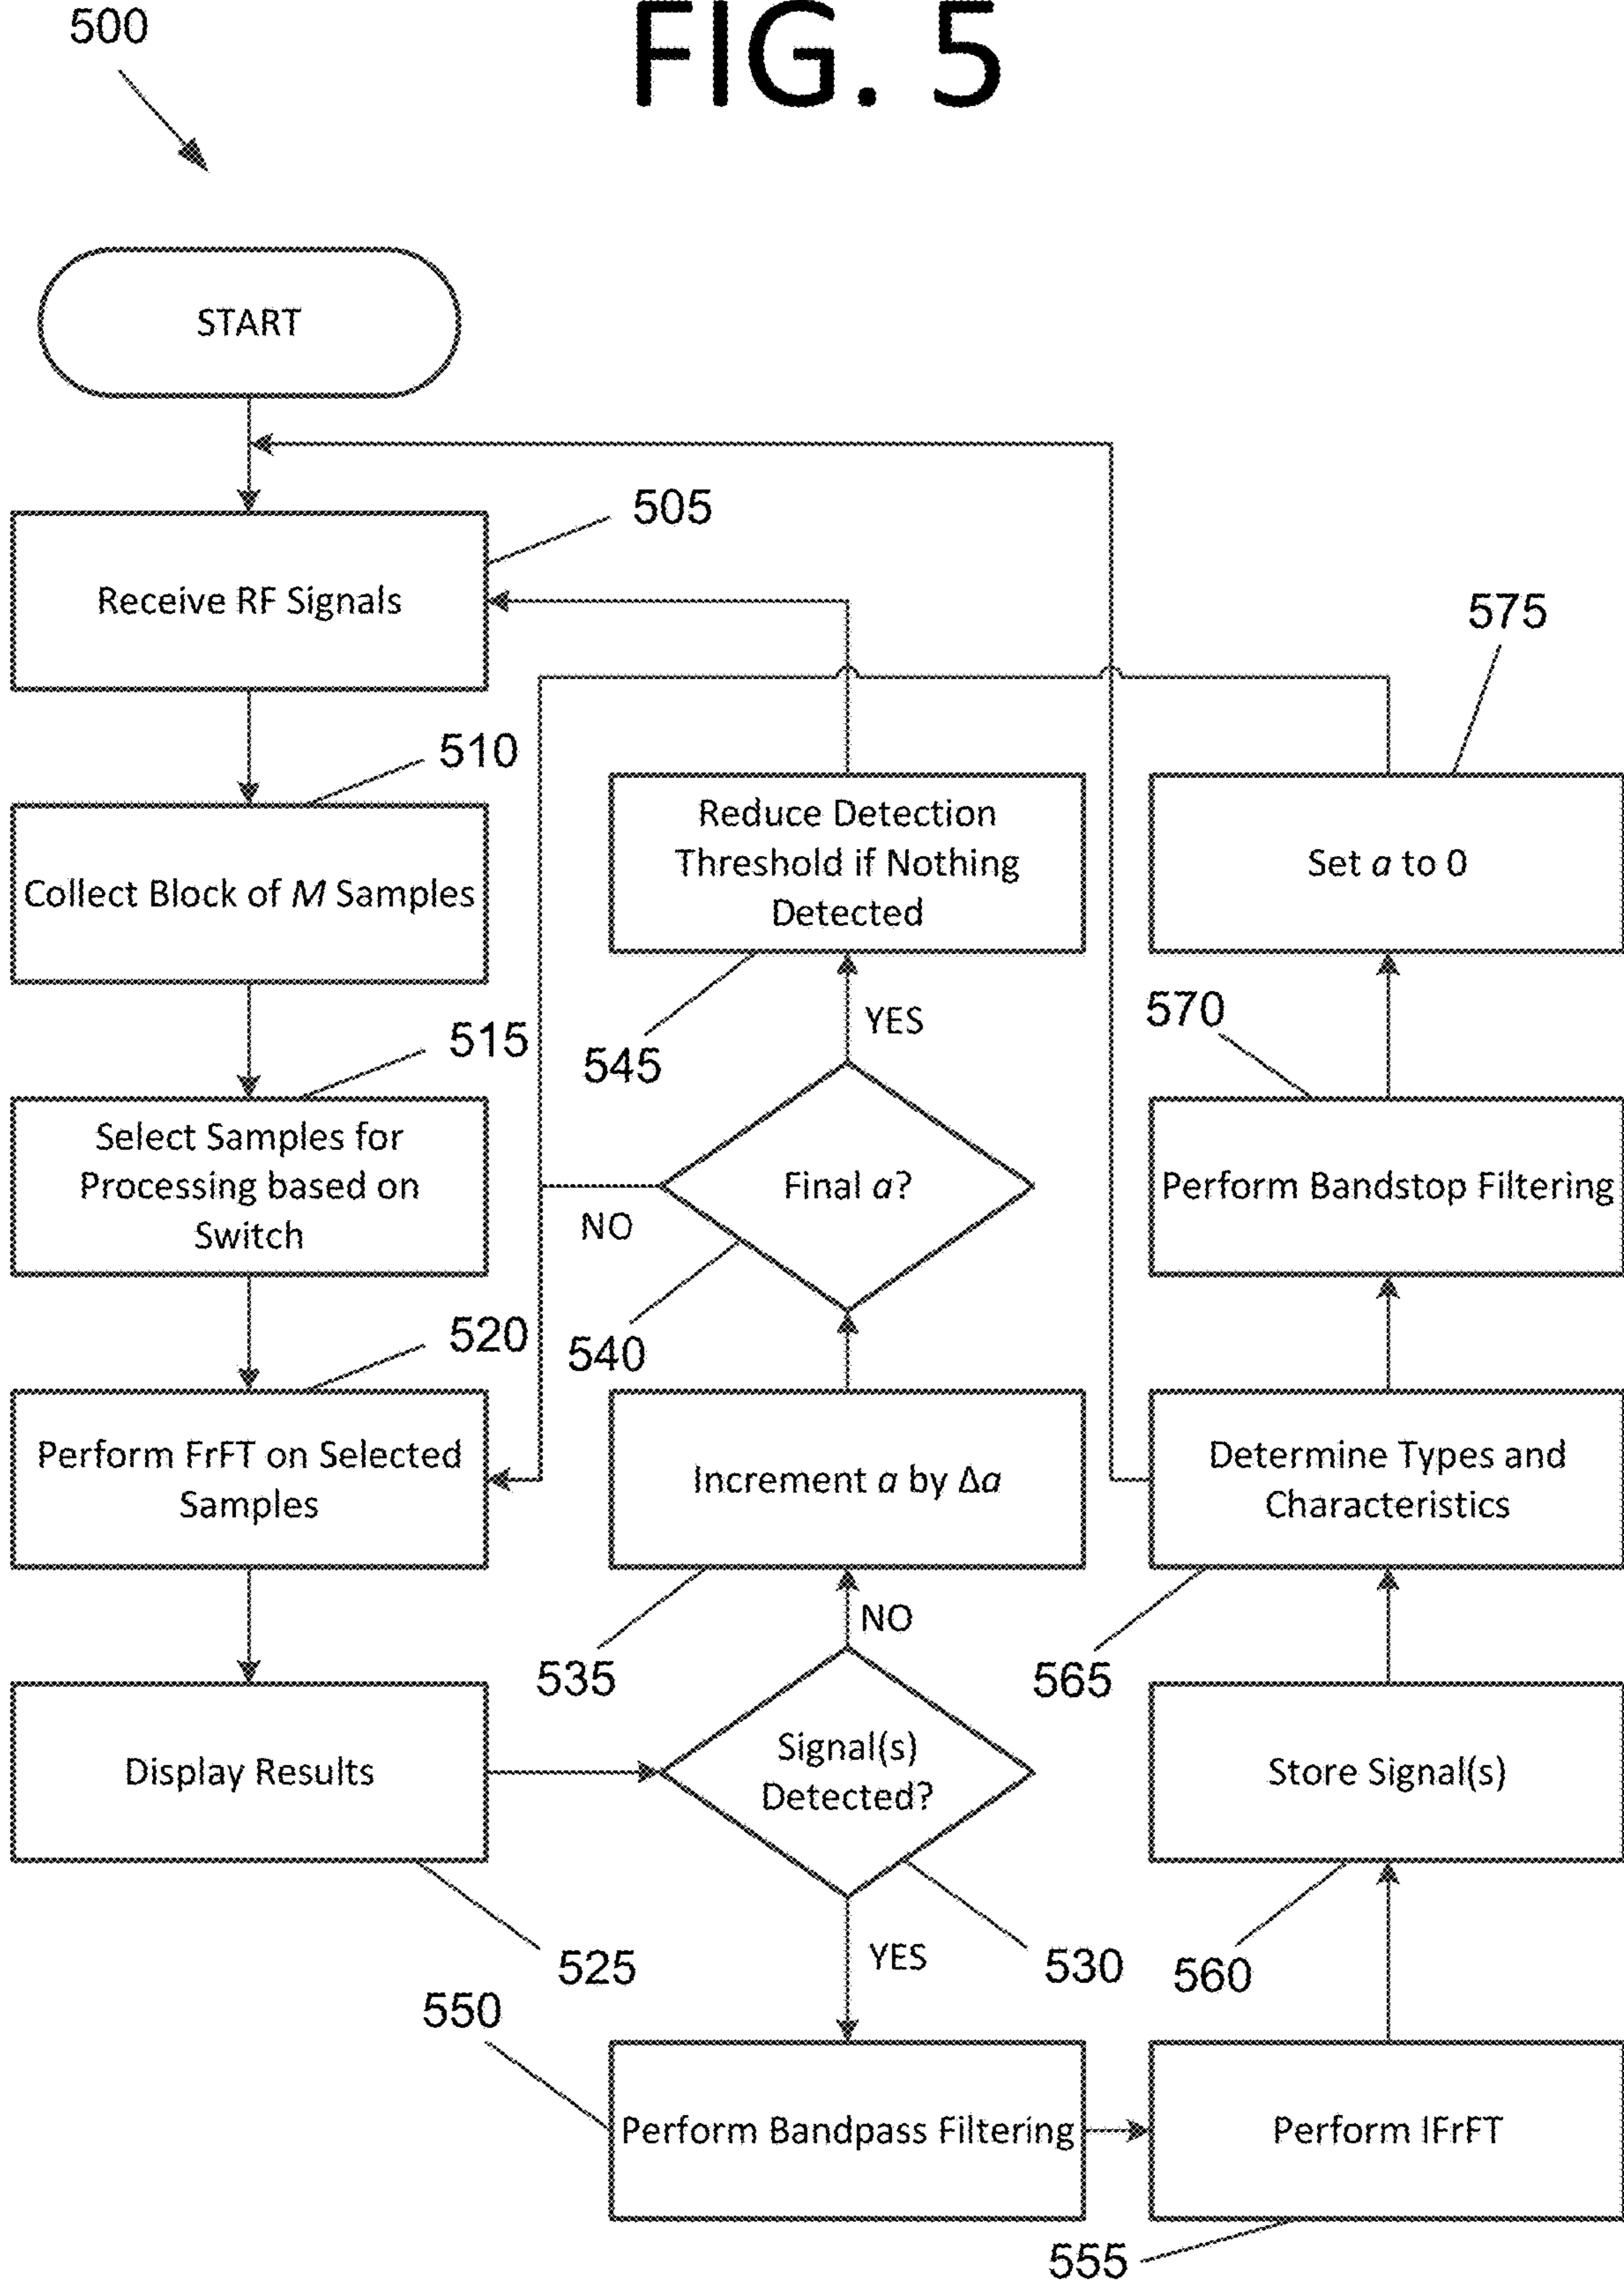 500
FIG. 5
START
505
Receive RF Signals
575
510
Collect Block of M Samples
Reduce Detection
Threshold if Nothing
Detected
Set a to 0
570
515
545
YES
Select Samples for
Processing based on
Switch
Final a?
NO
Perform Bandstop Filtering
520
540
Perform FrFT on Selected
Samples
Increment a by Δa
Determine Types and
Characteristics
NO
535
565
Display Results
Signal(s)
Detected?
Store Signal(s)
525
YES
530
560
550
Perform Bandpass Filtering
Perform IFrFT
555